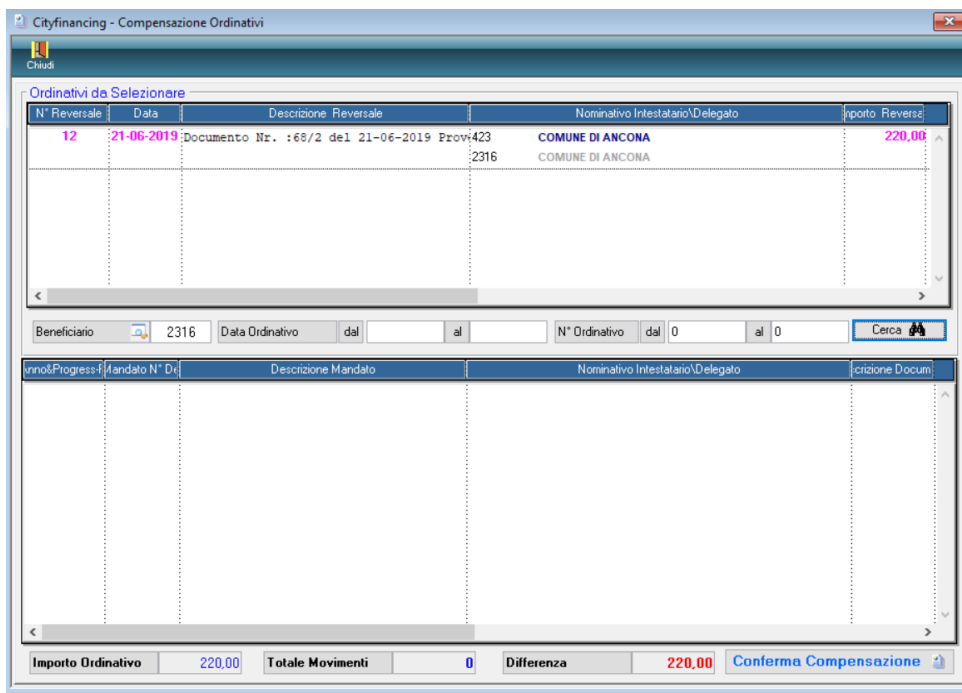 Cityfinancing - Compensazione Ordinativi
Chiudi
Ordinativi da Selezionare
N° Reversale Data Descrizione Reversale Nominativo Intestatario\Delegato nporto Reversa
12 21-06-2019 Documento Nr. :68/2 del 21-06-2019 Prov 423 COMUNE DI ANCONA 220,00
2316 COMUNE DI ANCONA
Beneficiario 2316 Data Ordinativo dal al N° Ordinativo dal 0 al 0 Cerca
nno&Progress-F Mandato N° De Descrizione Mandato Nominativo Intestatario\Delegato crizione Docum
Importo Ordinativo 220,00 Totale Movimenti 0 Differenza 220,00 Conferma Compensazione